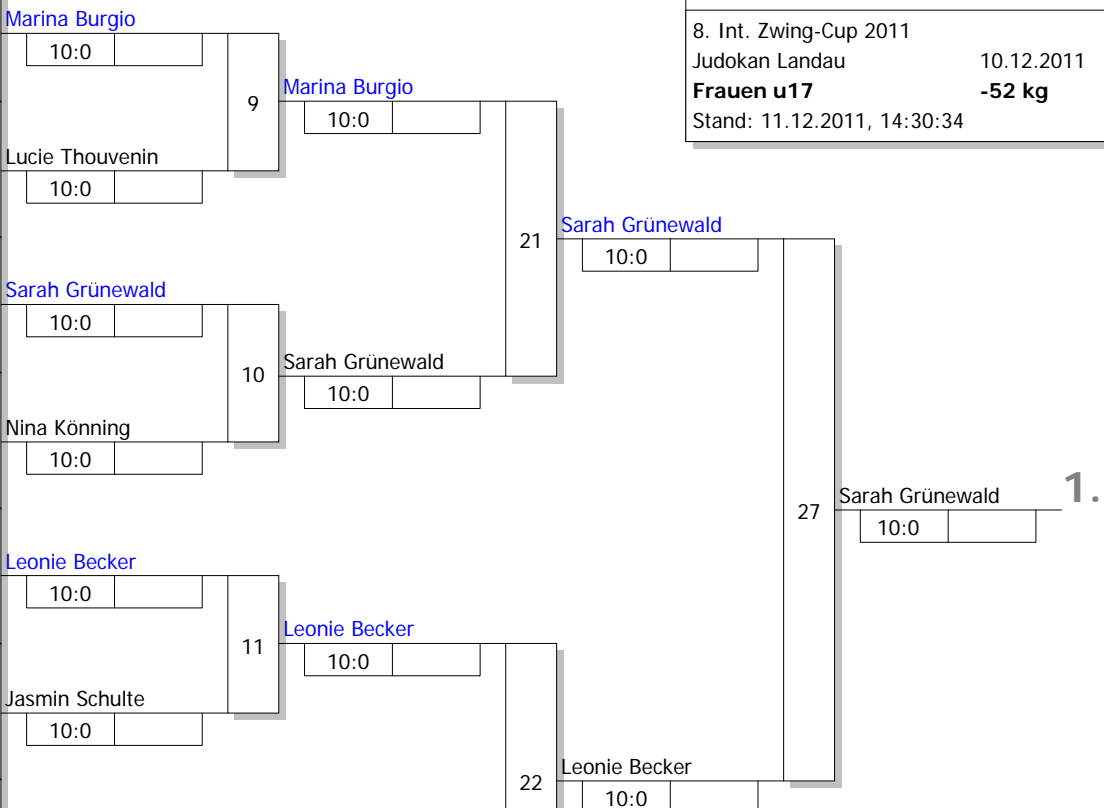 8. Int. Zwing-Cup 2011
Judokan Landau 10.12.2011
Frauen u17 -52 kg
Stand: 11.12.2011, 14:30:34
Marina Burgio
10:0
9
Lucie Thouvenin
10:0
Sarah Grünewald
10:0
10
Nina Könning
10:0
Leonie Becker
10:0
11
Jasmin Schulte
10:0
Marina Burgio
10:0
21
Sarah Grünewald
10:0
Leonie Becker
10:0
22
Sarah Grünewald
10:0
27
Leonie Becker
10:0
Sarah Grünewald 1.
10:0